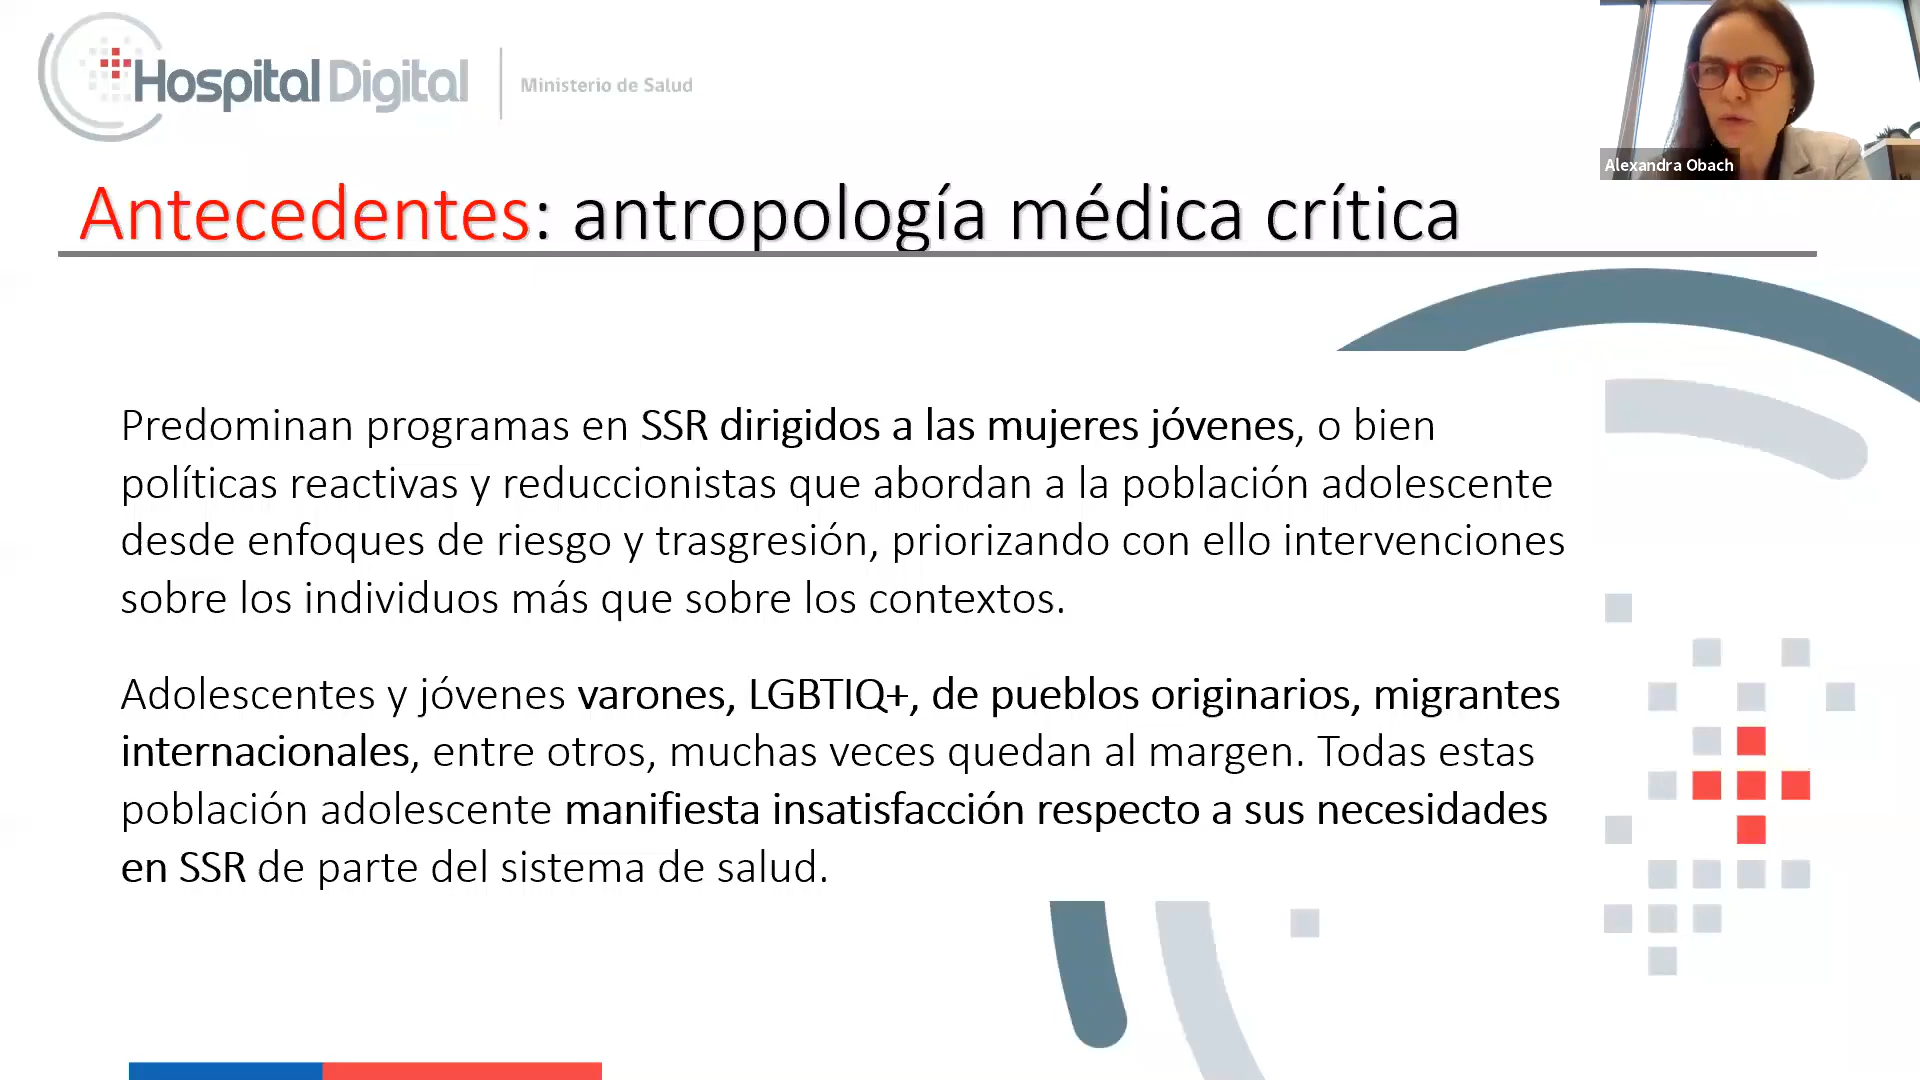 Hospital Digital
Ministerio de Salud
Alexandra Obach
Antecedentes: antropología médica crítica
Predominan programas en SSR dirigidos a las mujeres jóvenes, o bien
políticas reactivas y reduccionistas que abordan a la población adolescente
desde enfoques de riesgo y trasgresión, priorizando con ello intervenciones
sobre los individuos más que sobre los contextos.
Adolescentes y jóvenes varones, LGBTIQ+, de pueblos originarios, migrantes
internacionales, entre otros, muchas veces quedan al margen. Todas estas
población adolescente manifiesta insatisfacción respecto a sus necesidades
en SSR de parte del sistema de salud.